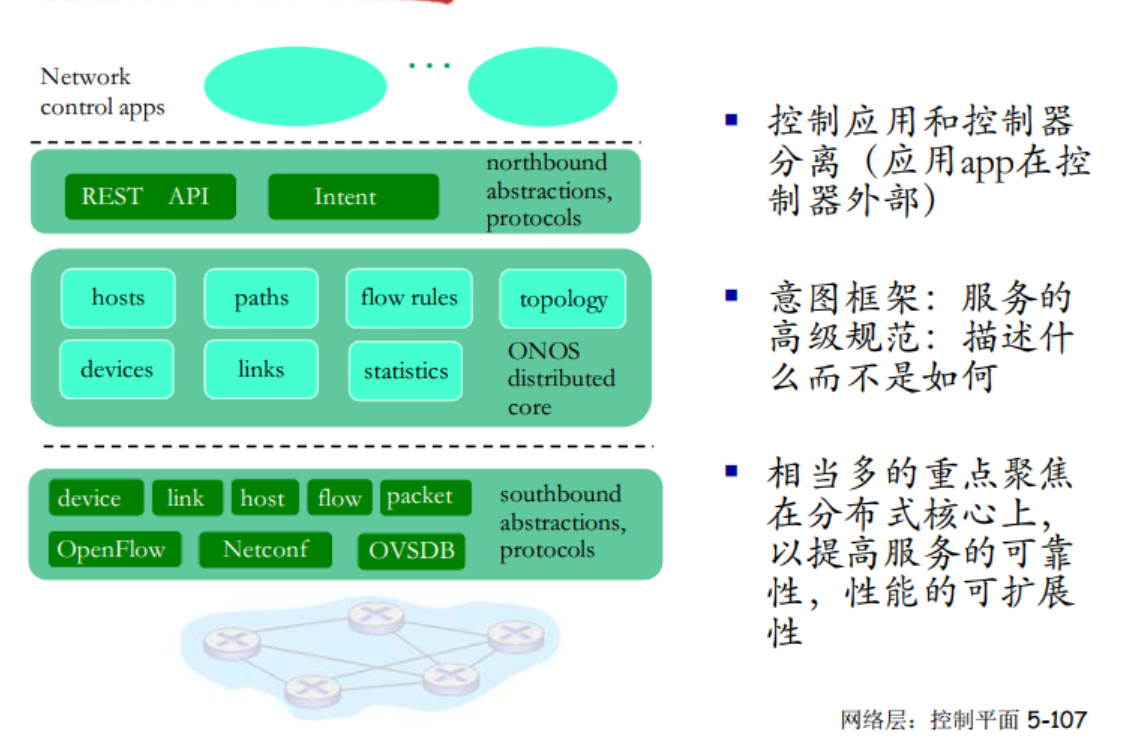 Network
control apps
...
northbound
abstractions,
protocols
REST API
Intent
hosts
paths
flow rules
topology
devices
links
statistics
ONOS
distributed
core
device
link
host
flow
packet
OpenFlow
Netconf
OVSDB
southbound
abstractions,
protocols
控制应用和控制器
分离（应用app在控
制器外部）
意图框架：服务的
高级规范：描述什
么而不是如何
相当多的重点聚焦
在分布式核心上，
以提高服务的可靠
性，性能的可扩展
性
网络层：控制平面 5-107